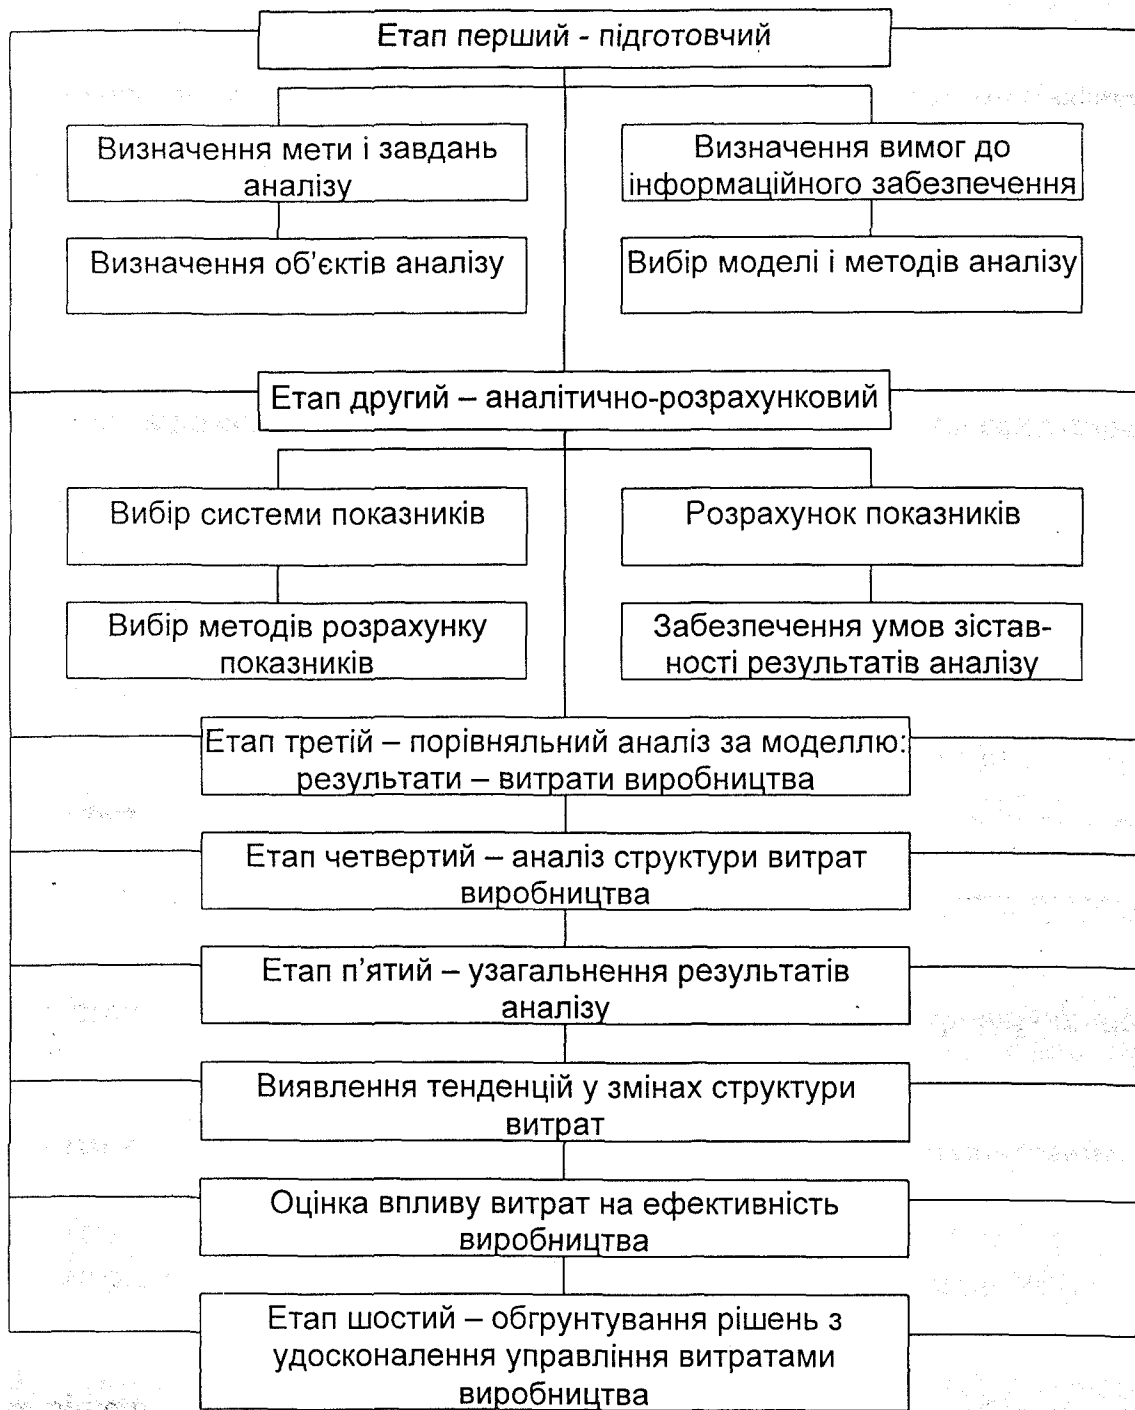 Етап перший - підготовчий
Визначення мети і завдань
аналізу
Визначення вимог до
інформаційного забезпечення
Визначення об'єктів аналізу
Вибір моделі і методів аналізу
Етап другий – аналітично-розрахунковий
Вибір системи показників
Розрахунок показників
Вибір методів розрахунку
показників
Забезпечення умов зістав-
ності результатів аналізу
Етап третій – порівняльний аналіз за моделлю:
результати – витрати виробництва
Етап четвертий – аналіз структури витрат
виробництва
Етап п'ятий – узагальнення результатів
аналізу
Виявлення тенденцій у змінах структури
витрат
Оцінка впливу витрат на ефективність
виробництва
Етап шостий – обгрунтування рішень з
удосконалення управління витратами
виробництва